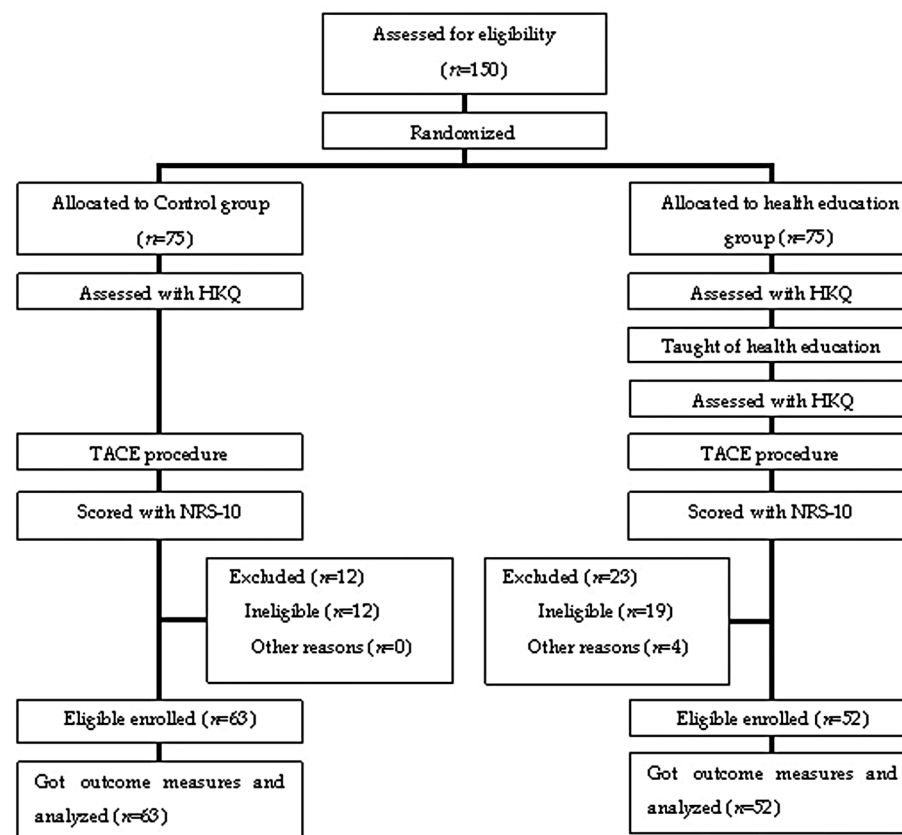 Assessed for eligibility
(n=150)
Randomized
Allocated to Control group
(n=75)
Assessed with HKQ
TACE procedure
Scored with NRS-10
Excluded (n=12)
Ineligible (n=12)
Other reasons (n=0)
Eligible enrolled (n=63)
Got outcome measures and
analyzed (n=63)
Allocated to health education
group (n=75)
Assessed with HKQ
Taught of health education
Assessed with HKQ
TACE procedure
Scored with NRS-10
Excluded (n=23)
Ineligible (n=19)
Other reasons (n=4)
Eligible enrolled (n=52)
Got outcome measures and
analyzed (n=52)